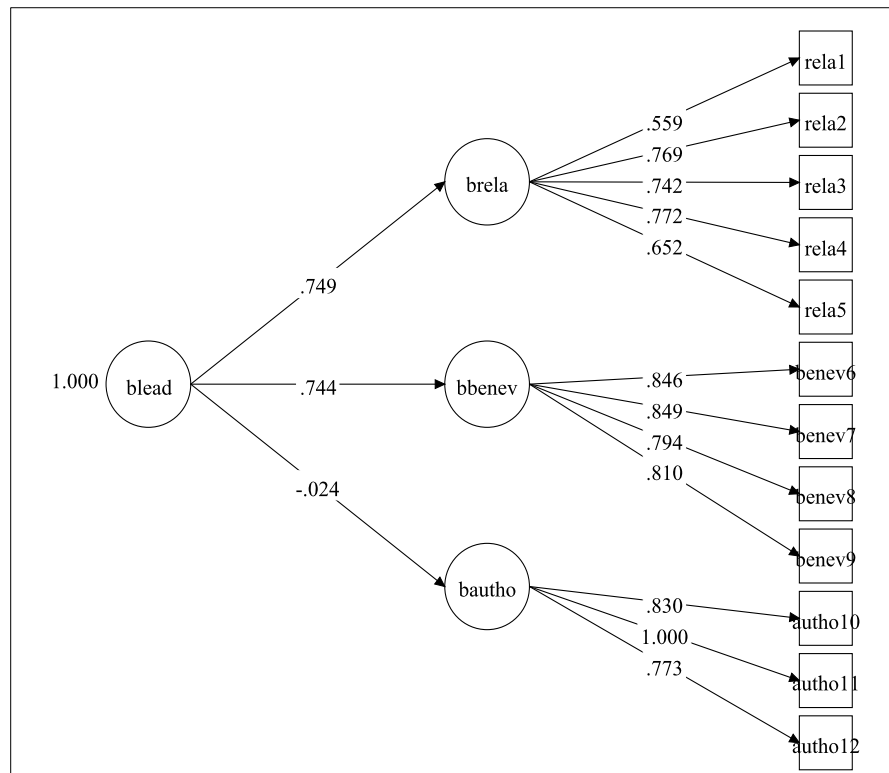 rela1
.559
rela2
.769
brela
.742
rela3
.772
rela4
.652
.749
rela5
benev6
1.000
blead
.744
bbenev
.846
.849
benev7
.794
.810
benev8
-.024
benev9
bautho
.830
autho10
1.000
.773
autho11
autho12